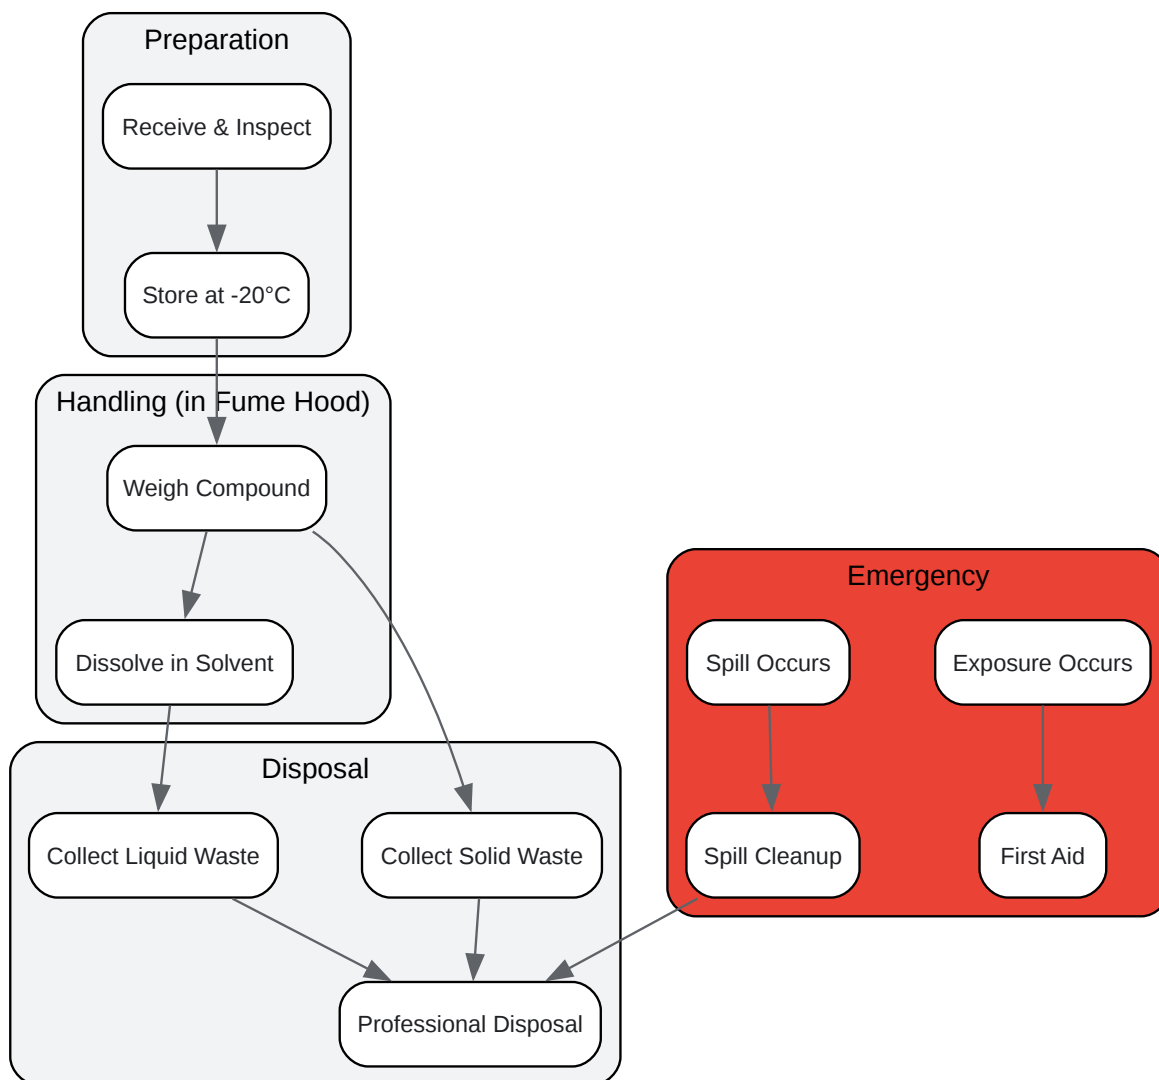 Preparation
Receive & Inspect
Store at -20°C
Handling (in Fume Hood)
Weigh Compound
Dissolve in Solvent
Emergency
Spill Occurs
Exposure Occurs
Spill Cleanup
First Aid
Disposal
Collect Liquid Waste
Collect Solid Waste
Professional Disposal